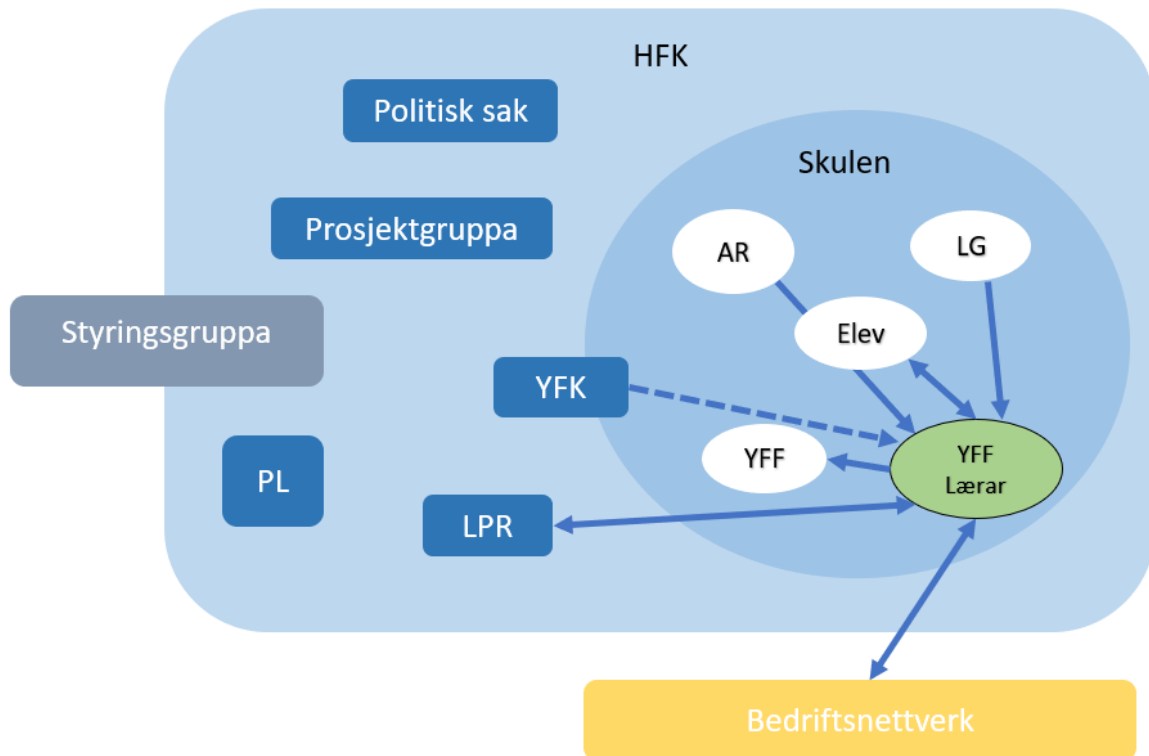 HFK
Politisk sak
Skulen
Prosjektgruppa
AR
LG
Styringsgruppa
Elev
YFK
YFF
YFF
Lærar
PL
LPR
Bedriftsnettverk